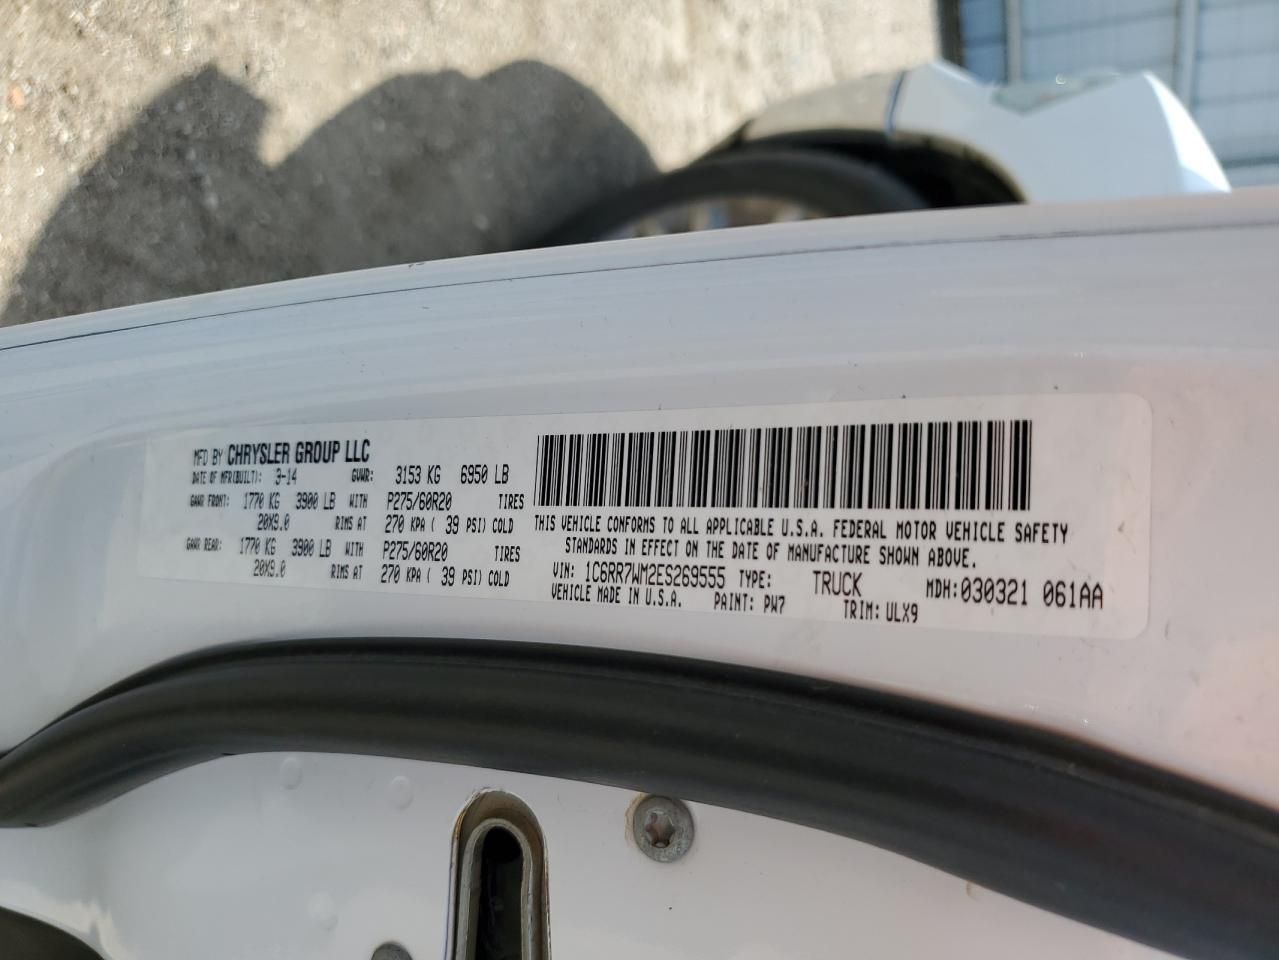 MFD BY CHRYSLER GROUP LLC
DATE OF MFR(BUILT): 3-14 GVWR: 3153 KG 6950 LB
GAWR FRONT: 1770 KG 3900 LB WITH P275/60R20 TIRES
20X9.0 RIMS AT 270 KPA ( 39 PSI) COLD
GAWR REAR: 1770 KG 3900 LB WITH P275/60R20 TIRES
20X9.0 RIMS AT 270 KPA ( 39 PSI) COLD
THIS VEHICLE CONFORMS TO ALL APPLICABLE U.S.A. FEDERAL MOTOR VEHICLE SAFETY
STANDARDS IN EFFECT ON THE DATE OF MANUFACTURE SHOWN ABOVE.
VIN: 1C6RR7WM2ES269555 TYPE: TRUCK MDH:030321 061AA
VEHICLE MADE IN U.S.A. PAINT: PW7 TRIM: ULX9